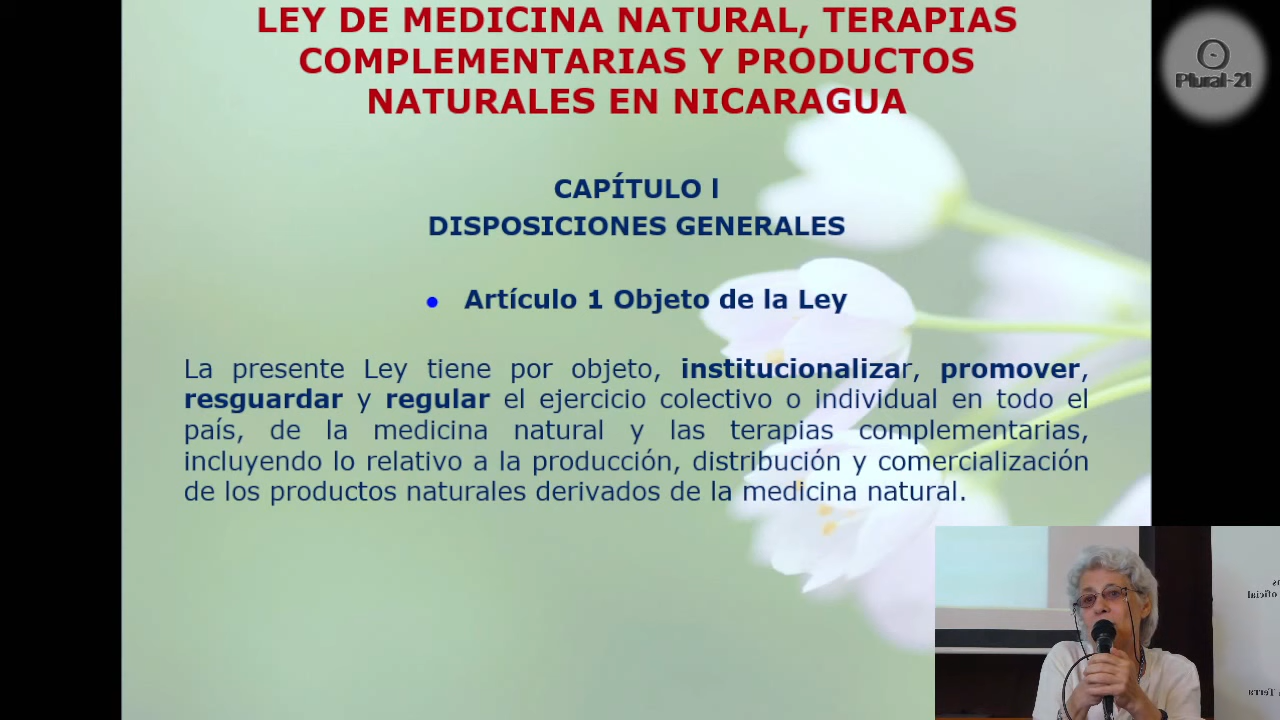 LEY DE MEDICINA NATURAL, TERAPIAS
COMPLEMENTARIAS Y PRODUCTOS
NATURALES EN NICARAGUA
Plural-21
CAPÍTULO l
DISPOSICIONES GENERALES
• Artículo 1 Objeto de la Ley
La presente Ley tiene por objeto, institucionalizar, promover,
resguardar y regular el ejercicio colectivo o individual en todo el
país, de la medicina natural y las terapias complementarias,
incluyendo lo relativo a la producción, distribución y comercialización
de los productos naturales derivados de la medicina natural.
oficial
Terra